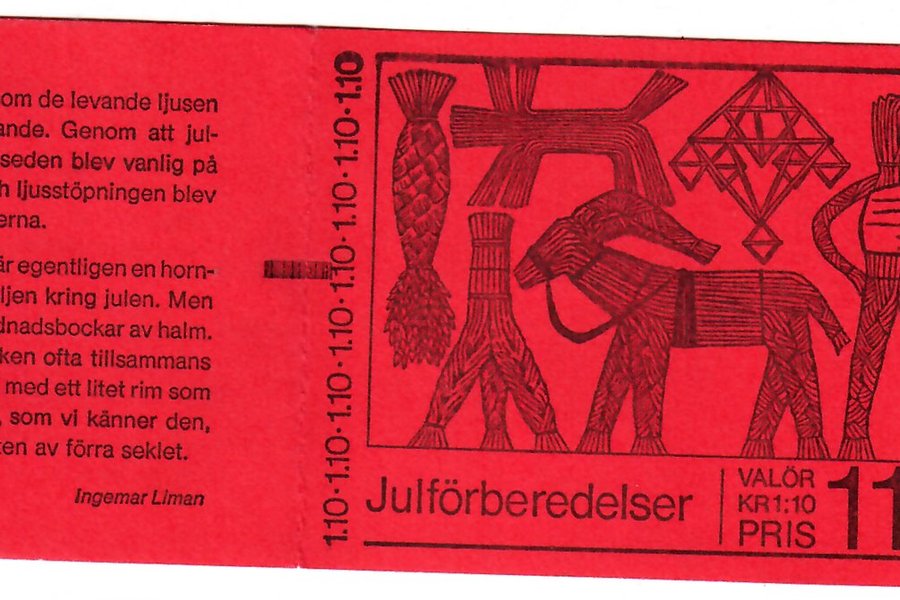 om de levande ljusen
ande. Genom att jul-
seden blev vanlig på
h ljusstöpningen blev
erna.
är egentligen en horn-
ljen kring julen. Men
dnadsbockar av halm.
ken ofta tillsammans
med ett litet rim som
, som vi känner den,
ten av förra seklet.
Ingemar Liman
1.10·1.10·1.10·1.10·1.10·1.10·1.10·1.10
Julförberedelser
VALÖR
KR1:10
PRIS
11